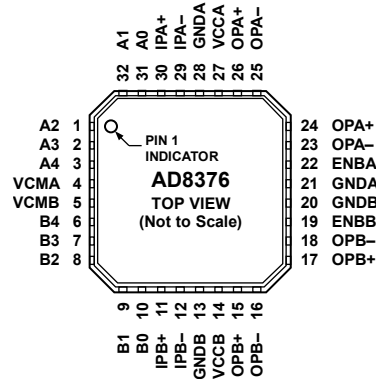 32 A1
31 A0
30 IPA+
29 IPA–
28 GNDA
27 VCCA
26 OPA+
25 OPA–
A2 1
A3 2
A4 3
VCMA 4
VCMB 5
B4 6
B3 7
B2 8
PIN 1
INDICATOR
AD8376
TOP VIEW
(Not to Scale)
24 OPA+
23 OPA–
22 ENBA
21 GNDA
20 GNDB
19 ENBB
18 OPB–
17 OPB+
B1 9
B0 10
IPB+ 11
IPB– 12
GNDB 13
VCCB 14
OPB+ 15
OPB– 16